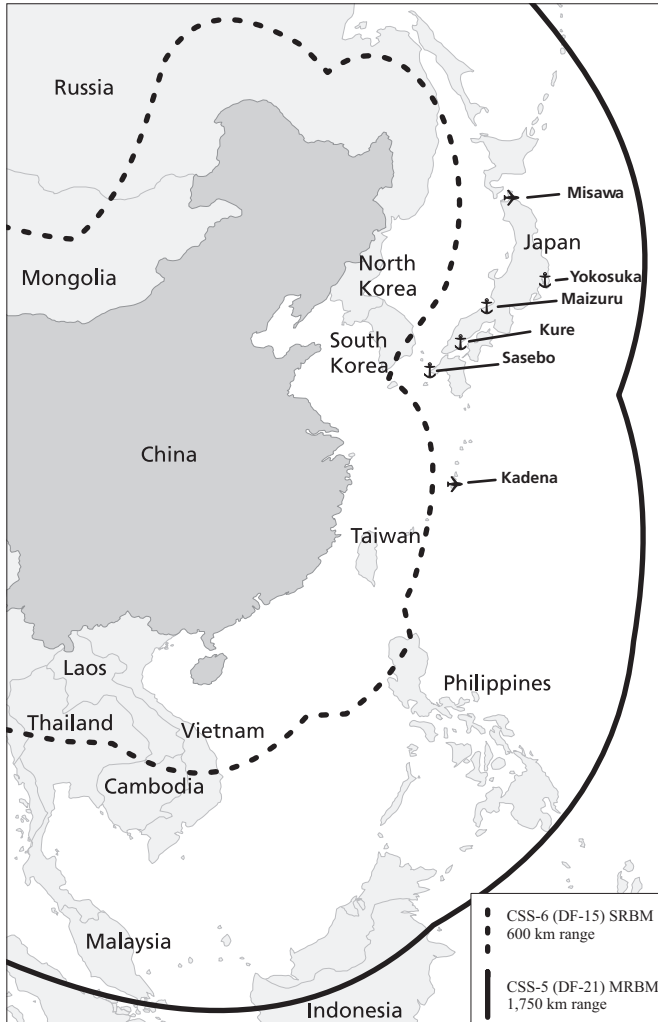 Russia
Misawa
Japan
Mongolia
North
Korea
Yokosuka
Maizuru
Kure
South
Korea
Sasebo
China
Kadena
Taiwan
Laos
Philippines
Thailand
Vietnam
Cambodia
Malaysia
Indonesia
CSS-6 (DF-15) SRBM
600 km range
CSS-5 (DF-21) MRBM
1,750 km range